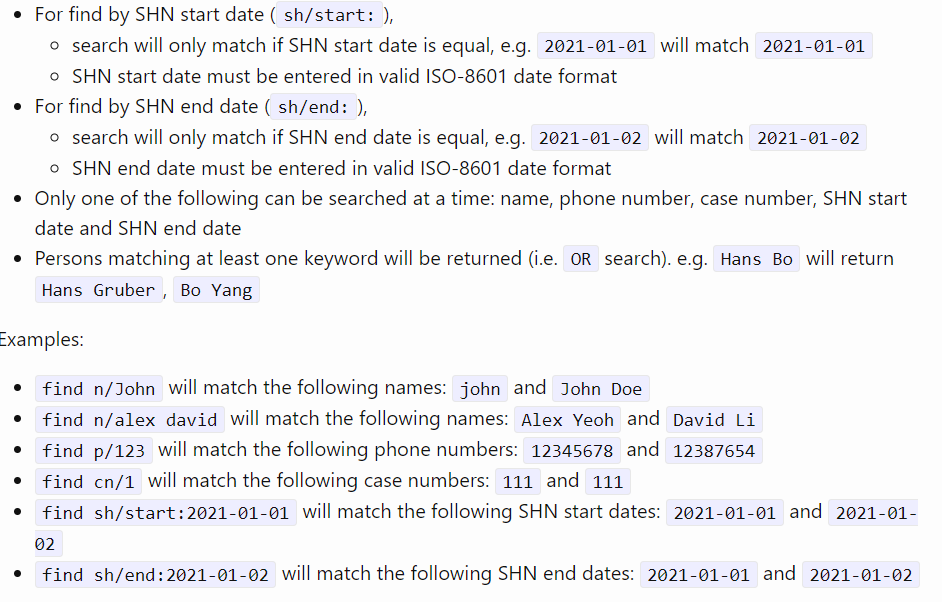 For find by SHN start date ( sh/start: ),
search will only match if SHN start date is equal, e.g. 2021-01-01 will match 2021-01-01
SHN start date must be entered in valid ISO-8601 date format
For find by SHN end date ( sh/end: ),
search will only match if SHN end date is equal, e.g. 2021-01-02 will match 2021-01-02
SHN end date must be entered in valid ISO-8601 date format
Only one of the following can be searched at a time: name, phone number, case number, SHN start
date and SHN end date
Persons matching at least one keyword will be returned (i.e. OR search). e.g. Hans Bo will return
Hans Gruber , Bo Yang
Examples:
find n/John will match the following names: john and John Doe
find n/alex david will match the following names: Alex Yeoh and David Li
find p/123 will match the following phone numbers: 12345678 and 12387654
find cn/1 will match the following case numbers: 111 and 111
find sh/start:2021-01-01 will match the following SHN start dates: 2021-01-01 and 2021-01-
02
find sh/end:2021-01-02 will match the following SHN end dates: 2021-01-01 and 2021-01-02